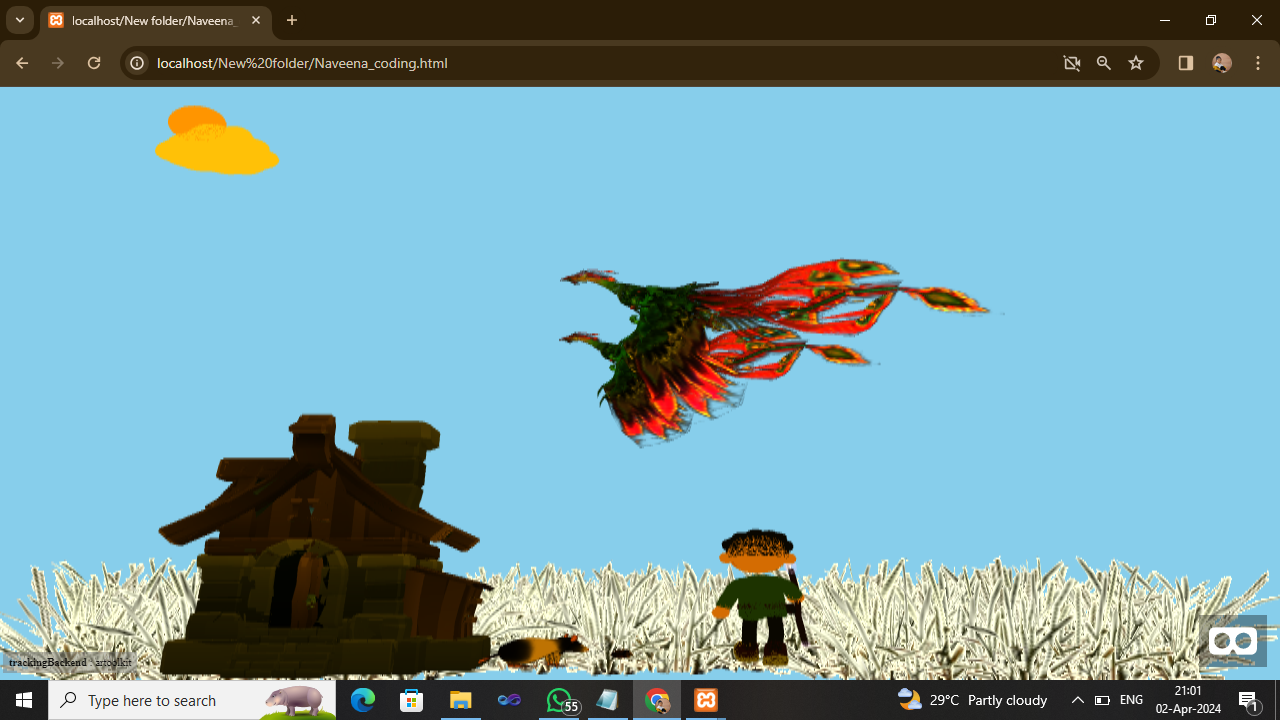 localhost/New folder/Naveena_
localhost/New%20folder/Naveena_coding.html
trackingBackend : artoolkit
Type here to search
55
29°C Partly cloudy
ENG
21:01
02-Apr-2024
1